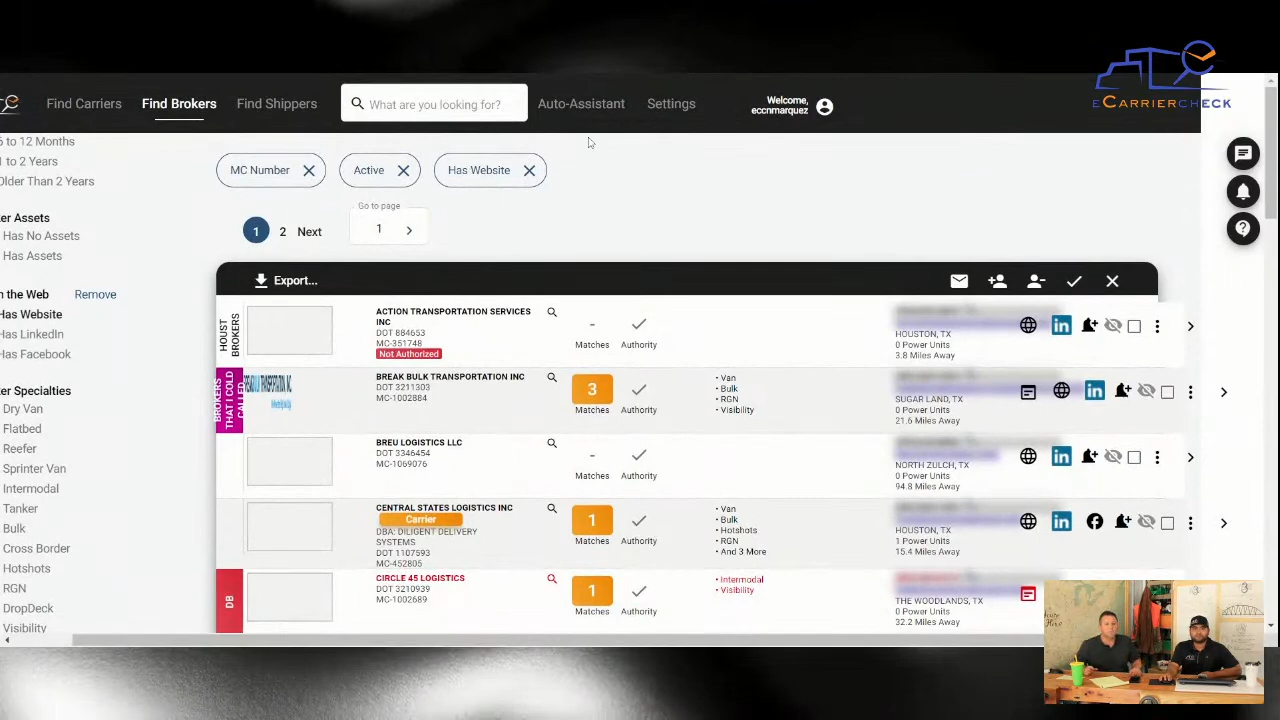 Find Carriers
Find Brokers
Find Shippers
What are you looking for?
Auto-Assistant
Settings
Welcome,
eccnmarquez
eCarrierCheck
6 to 12 Months
1 to 2 Years
Older Than 2 Years
ker Assets
Has No Assets
Has Assets
n the Web
Remove
Has Website
Has LinkedIn
Has Facebook
ker Specialties
Dry Van
Flatbed
Reefer
Sprinter Van
Intermodal
Tanker
Bulk
Cross Border
Hotshots
RGN
DropDeck
Visibility
MC Number
Active
Has Website
Go to page
1
2
Next
1
Export...
HOUST
BROKERS
ACTION TRANSPORTATION SERVICES
INC
DOT 884653
MC-351748
Not Authorized
-
Matches
Authority
HOUSTON, TX
0 Power Units
3.8 Miles Away
BROKERS
THAT I COLD
CALLED
BREAK BULK TRANSPORTATION INC
DOT 3211303
MC-1002884
3
Matches
Authority
• Van
• Bulk
• RGN
• Visibility
SUGAR LAND, TX
0 Power Units
21.6 Miles Away
BREU LOGISTICS LLC
DOT 3346454
MC-1069076
-
Matches
Authority
NORTH ZULCH, TX
0 Power Units
94.8 Miles Away
CENTRAL STATES LOGISTICS INC
Carrier
DBA: DILIGENT DELIVERY
SYSTEMS
DOT 1107593
MC-452805
1
Matches
Authority
• Van
• Bulk
• Hotshots
• RGN
• And 3 More
HOUSTON, TX
1 Power Units
15.4 Miles Away
DB
CIRCLE 45 LOGISTICS
DOT 3210939
MC-1002689
1
Matches
Authority
• Intermodal
• Visibility
THE WOODLANDS, TX
0 Power Units
32.2 Miles Away